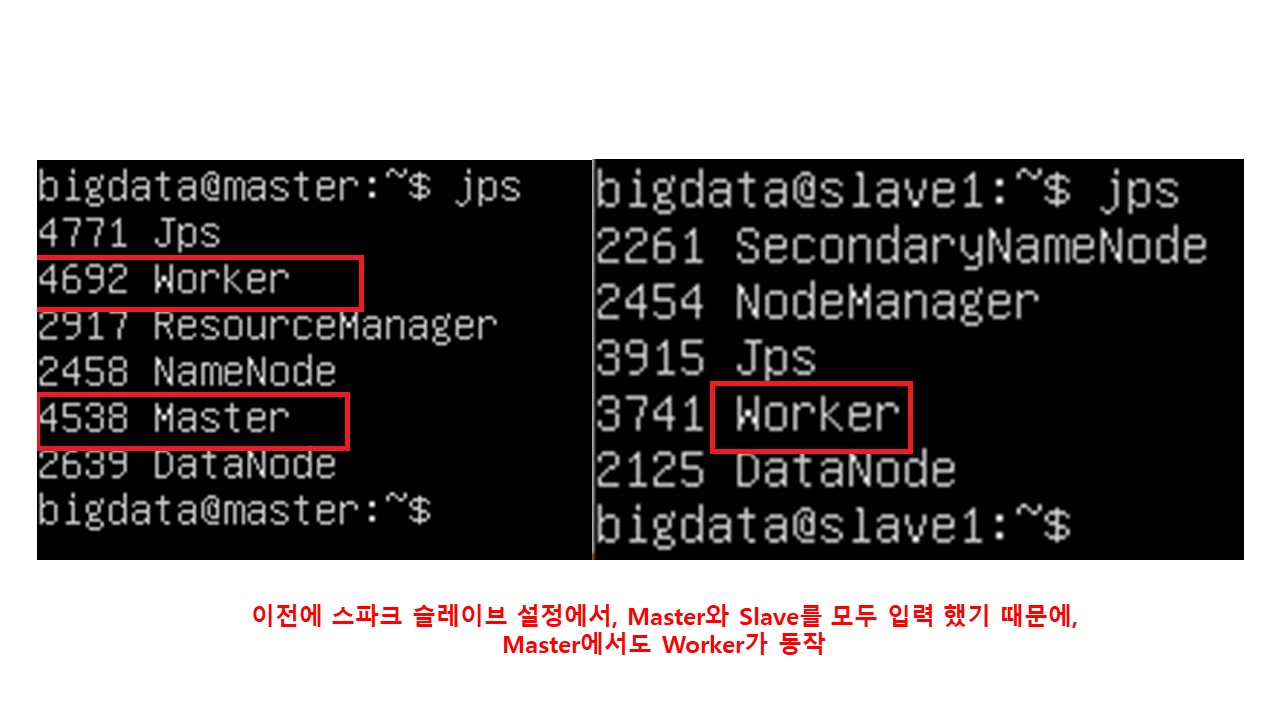 bigdata@master:~$ jps
4771 Jps
4692 Worker
2917 ResourceManager
2458 NameNode
4538 Master
2639 DataNode
bigdata@master:~$
bigdata@slave1:~$ jps
2261 SecondaryNameNode
2454 NodeManager
3915 Jps
3741 Worker
2125 DataNode
bigdata@slave1:~$
이전에 스파크 슬레이브 설정에서, Master와 Slave를 모두 입력 했기 때문에,
Master에서도 Worker가 동작